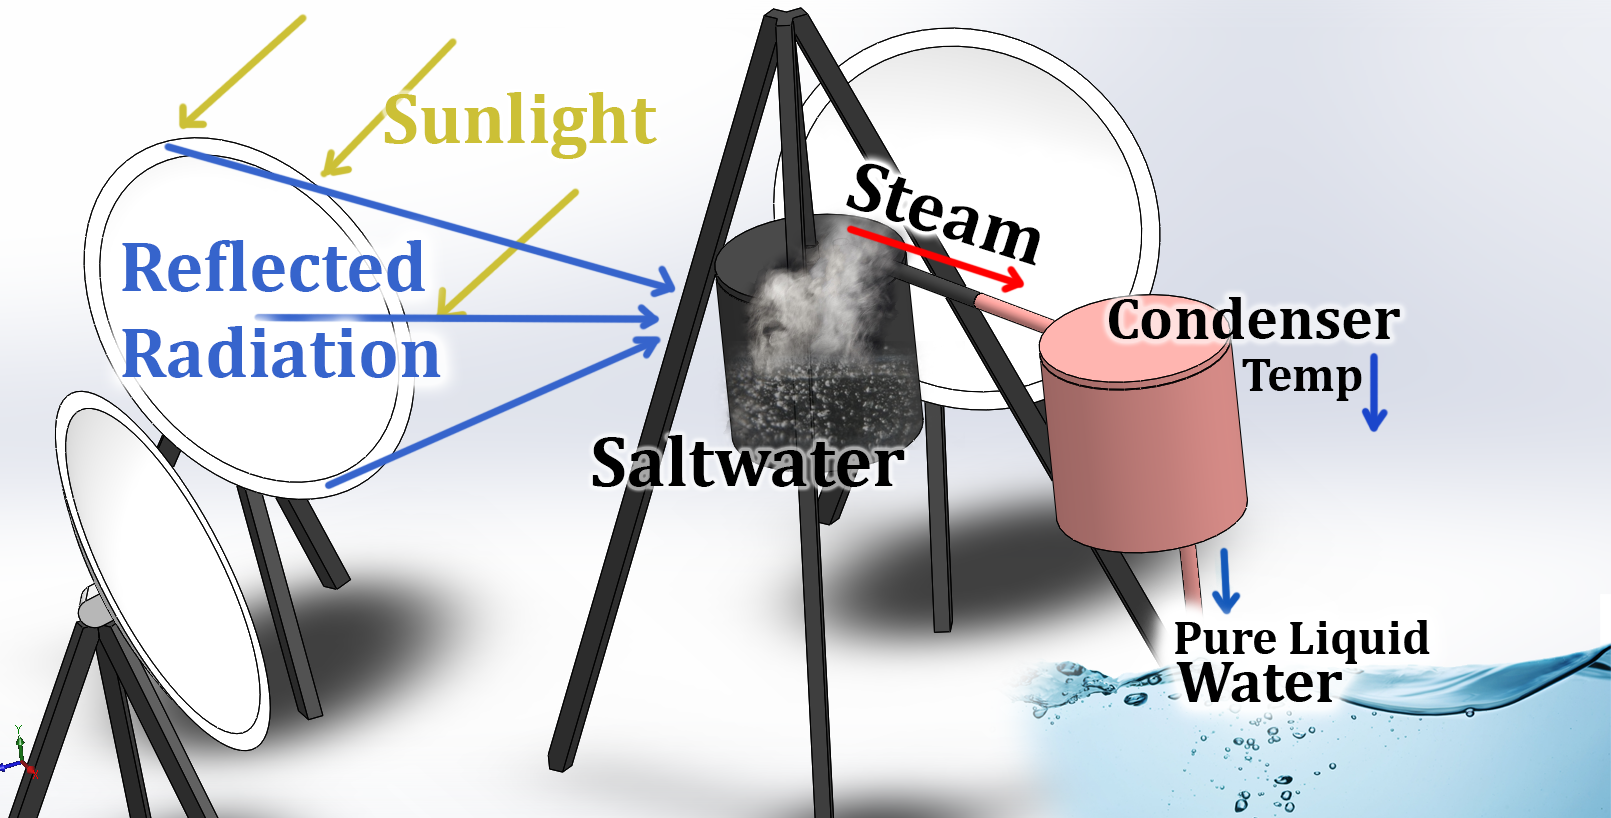 Sunlight
Reflected
Radiation
Steam
Saltwater
Condenser
Temp
Pure Liquid
Water
Y